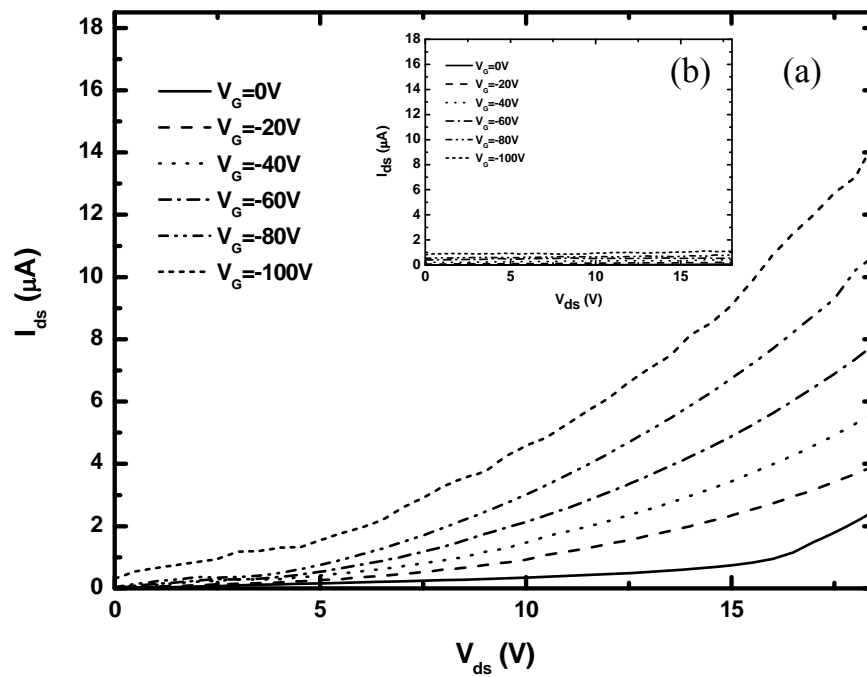 18
16
14
12
10
8
6
4
2
0
I_ds (μA)
V_G=0V
V_G=-20V
V_G=-40V
V_G=-60V
V_G=-80V
V_G=-100V
(a)
0
5
10
15
V_ds (V)
(b)
18
16
14
12
10
8
6
4
2
0
I_ds (μA)
V_G=0V
V_G=-20V
V_G=-40V
V_G=-60V
V_G=-80V
V_G=-100V
0
5
10
15
V_ds (V)